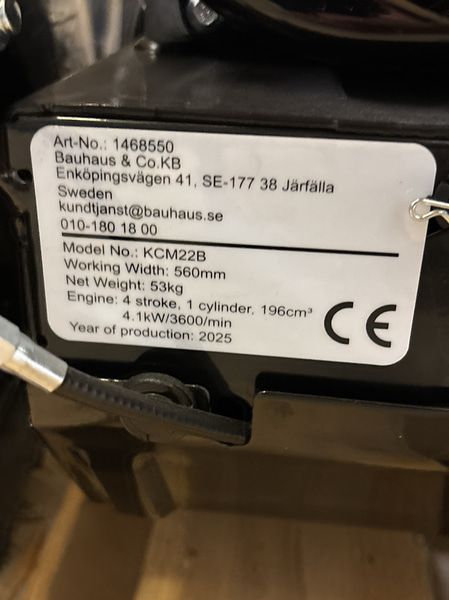 Art-No.: 1468550
Bauhaus & Co.KB
Enköpingsvägen 41, SE-177 38 Järfälla
Sweden
kundtjanst@bauhaus.se
010-180 18 00
Model No.: KCM22B
Working Width: 560mm
Net Weight: 53kg
Engine: 4 stroke, 1 cylinder, 196cm³
4.1kW/3600/min
Year of production: 2025
CE